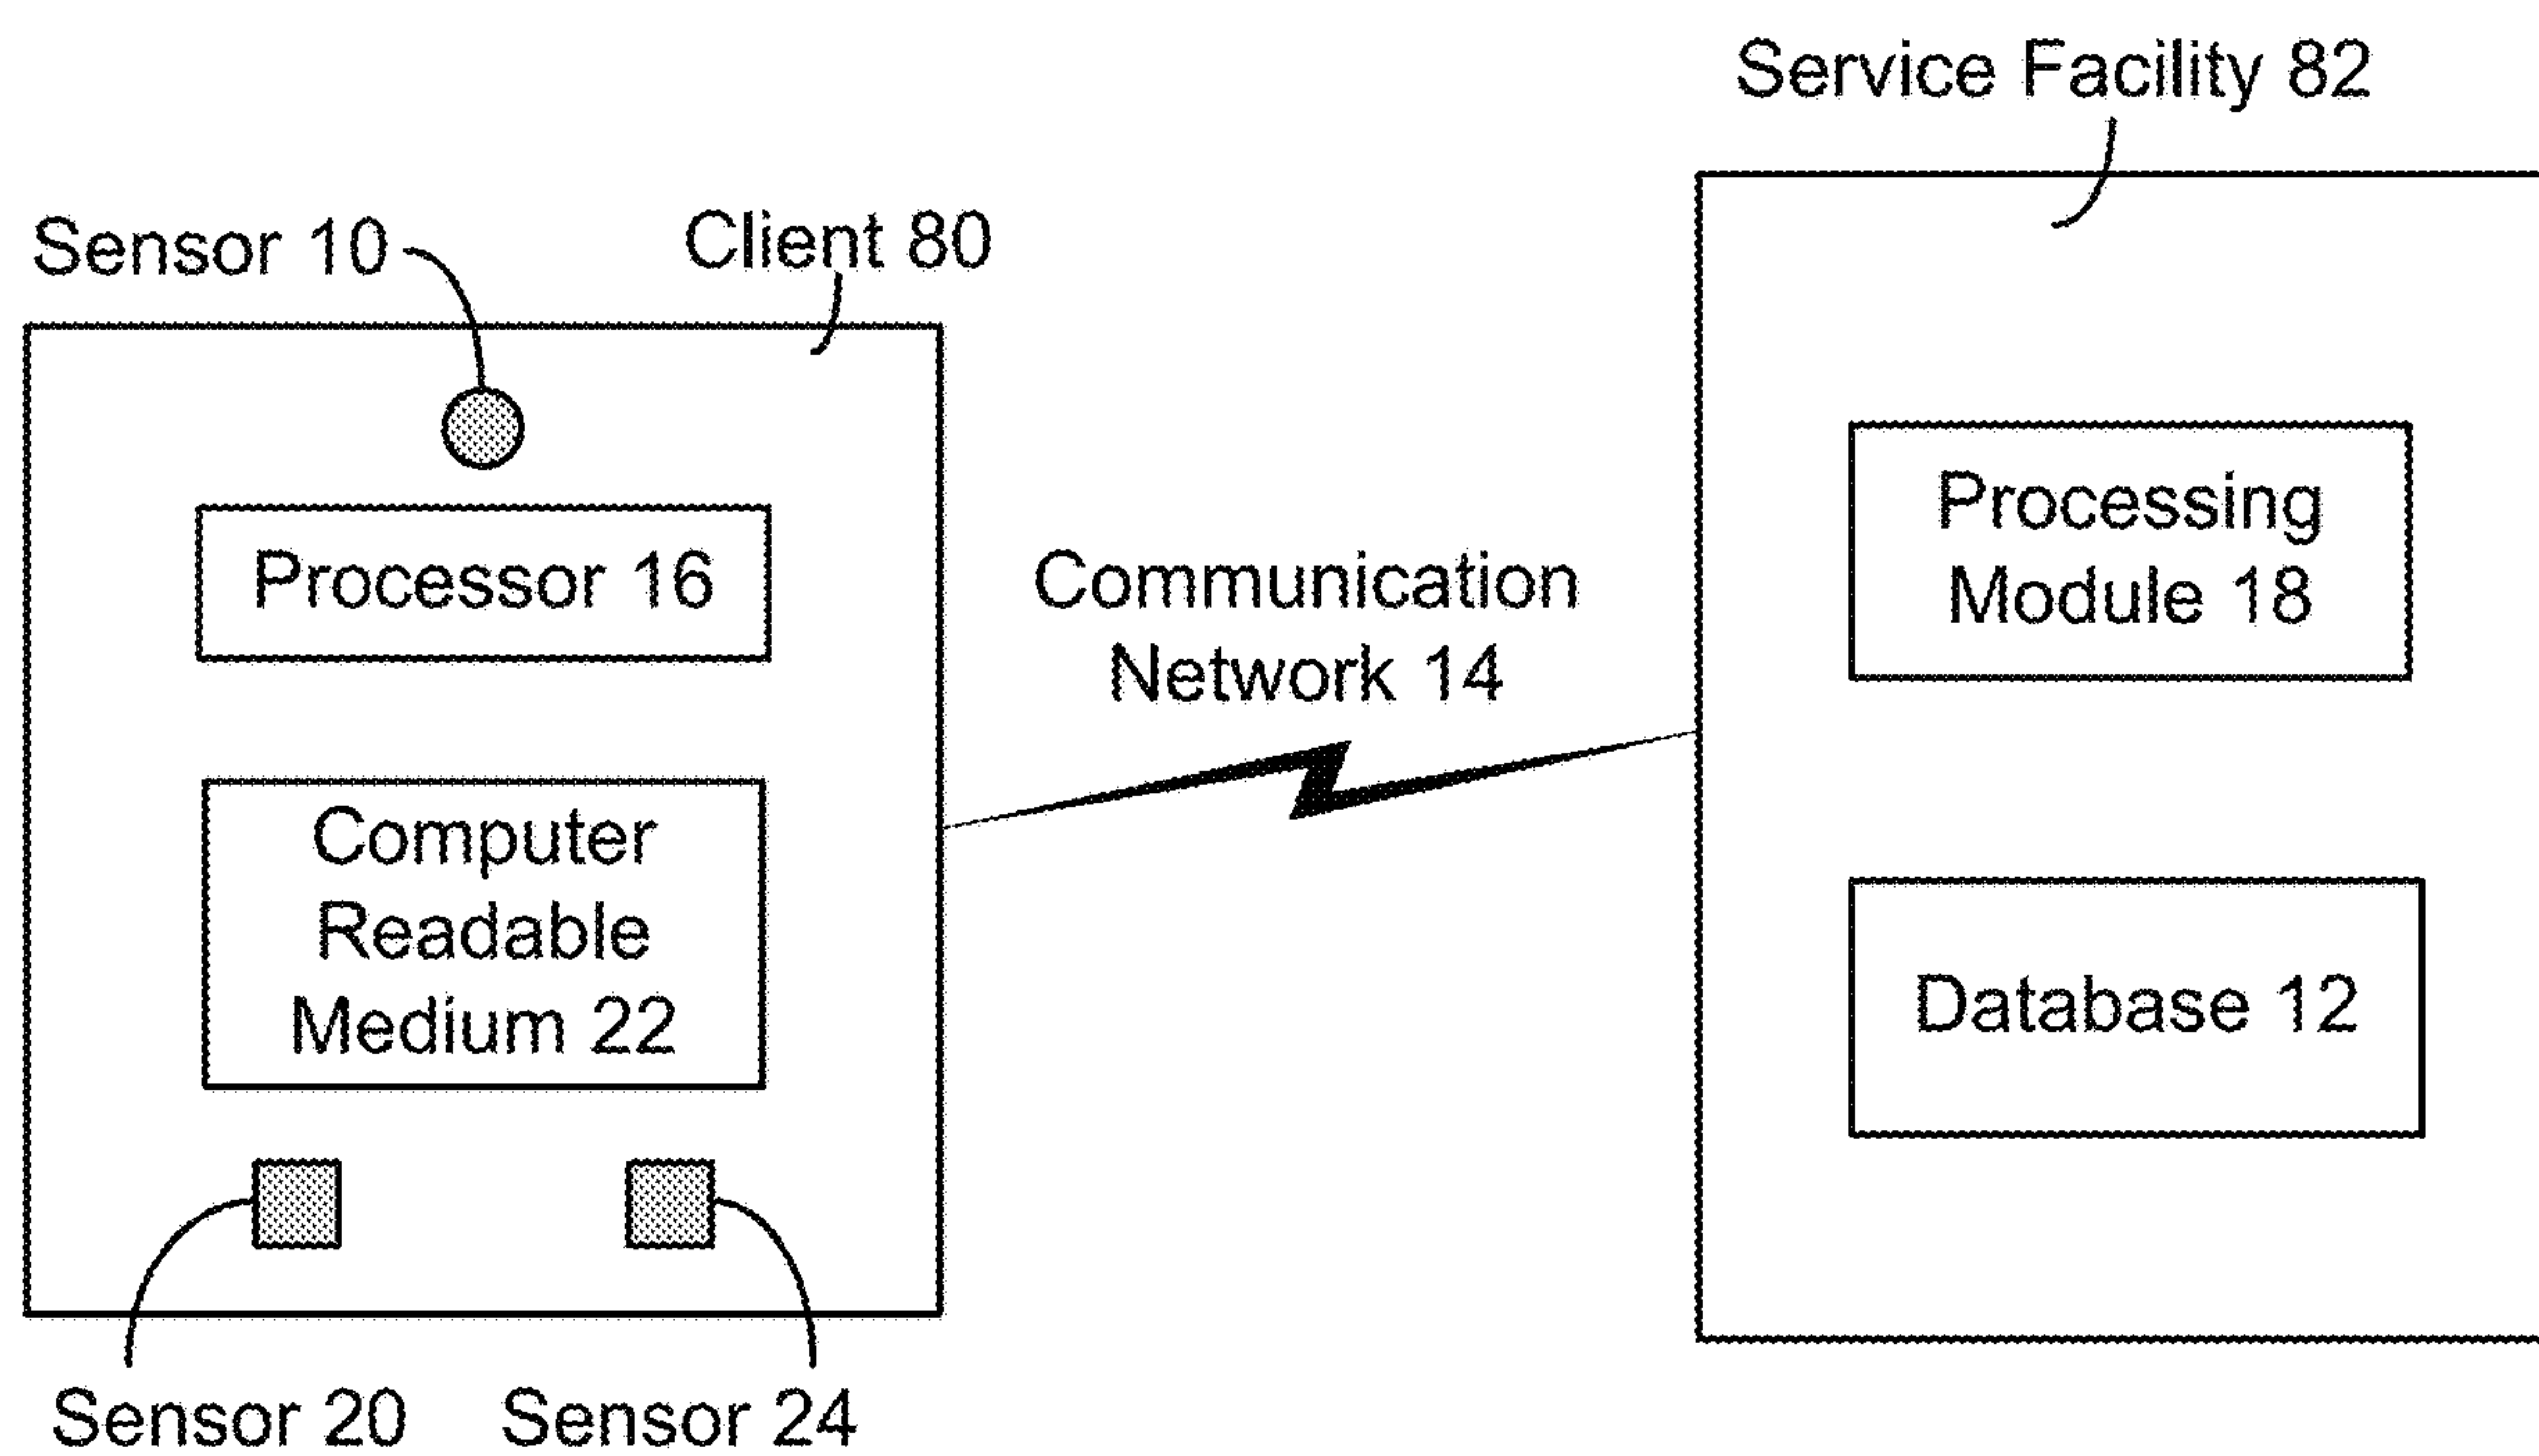 Service Facility 82
Sensor 10
Client 80
Processor 16
Communication
Network 14
Processing
Module 18
Computer
Readable
Medium 22
Database 12
Sensor 20
Sensor 24